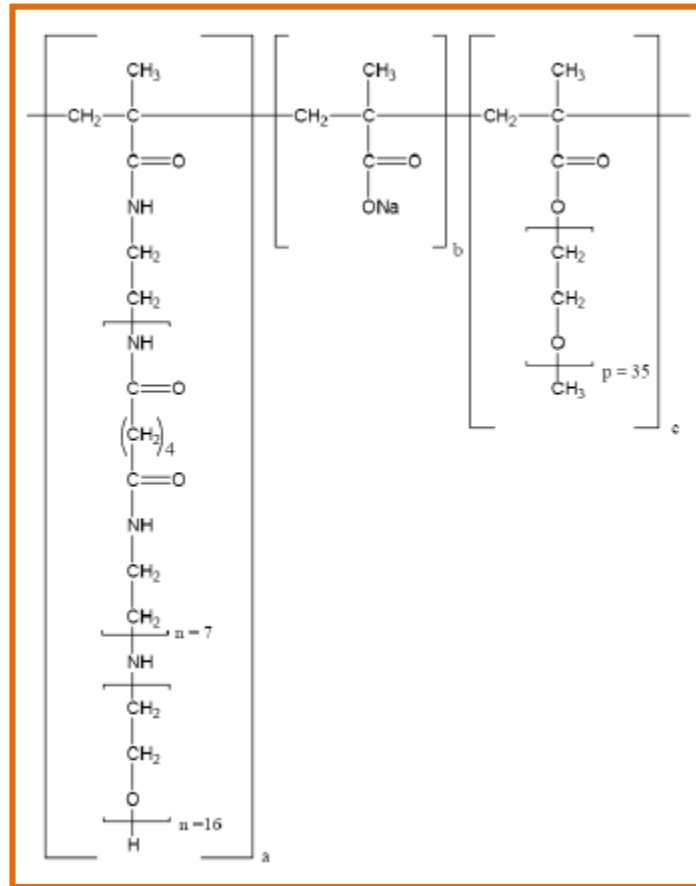 CH3 CH3 CH3
CH2 C CH2 C CH2 C
C=O C=O C=O
NH ONa O
b
CH2 CH2
CH2 CH2
NH O
C=O p = 35
CH3
(CH2)4
c
C=O
NH
CH2
CH2
n = 7
NH
CH2
CH2
O
n =16
H
a